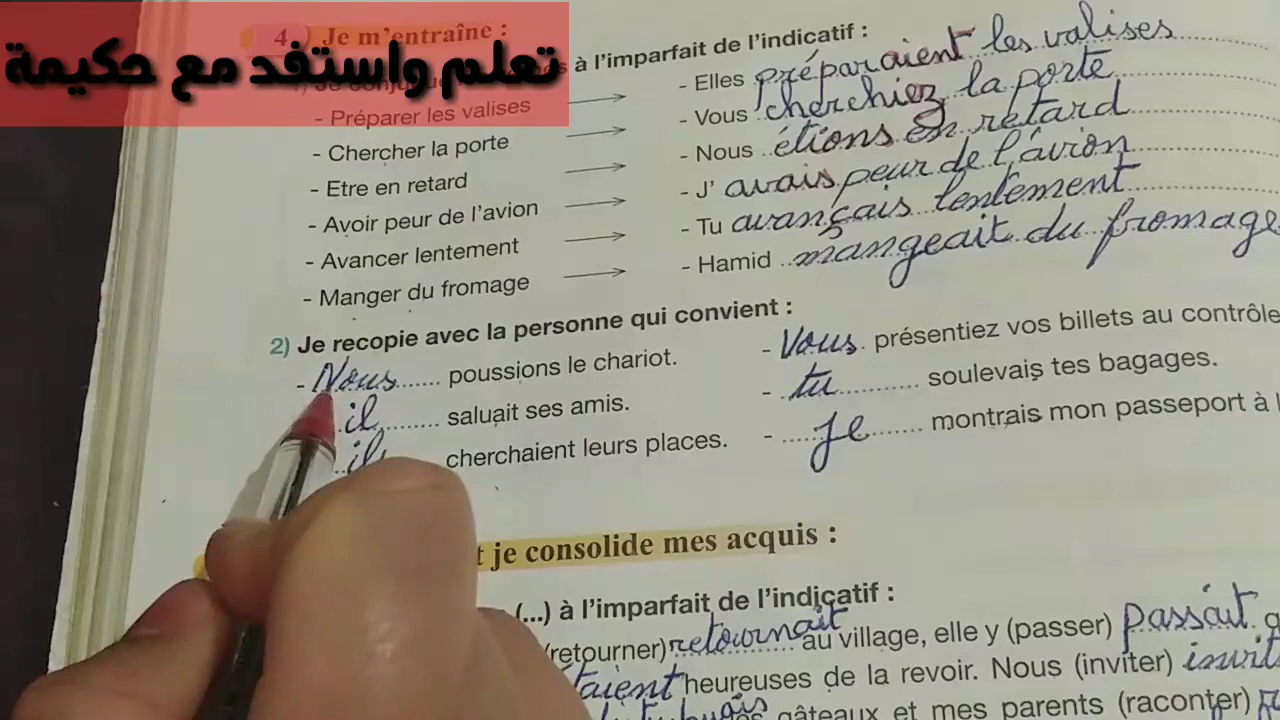 4.) Je m'entraîne :
تعلم واستفد مع حكيمة
à l'imparfait de l'indicatif :
- Préparer les valises → - Elles préparaient les valises
- Chercher la porte → - Vous cherchiez la porte
- Etre en retard → - Nous étions en retard
- Avoir peur de l'avion → - J' avais peur de l'avion
- Avancer lentement → - Tu avançais lentement
- Manger du fromage → - Hamid mangeait du fromage
2) Je recopie avec la personne qui convient :
- Nous poussions le chariot. - Vous présentiez vos billets au contrôle
il saluait ses amis. - tu soulevais tes bagages.
cherchaient leurs places. - je montrais mon passeport à
je consolide mes acquis :
(...) à l'imparfait de l'indicatif :
(retourner) retournait au village, elle y (passer) passait
heureuses de la revoir. Nous (inviter)
gâteaux et mes parents (raconter)